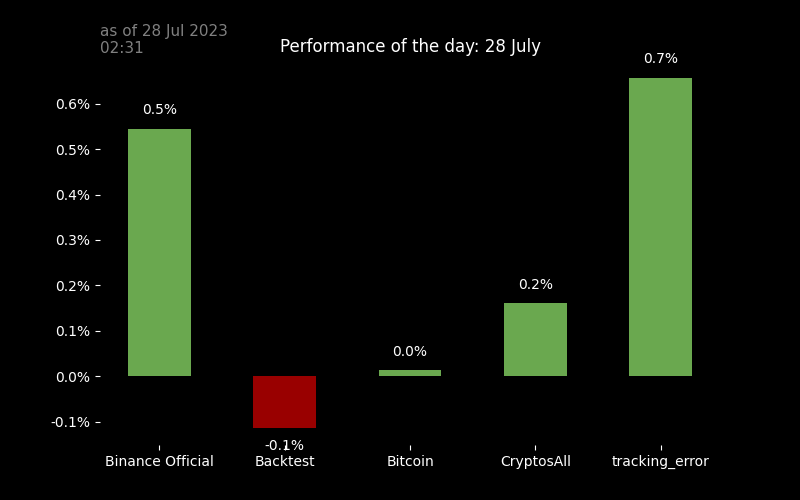 as of 28 Jul 2023
02:31
Performance of the day: 28 July
0.7%
0.6%
0.5%
0.5%
0.4%
0.3%
0.2%
0.2%
0.1%
0.0%
0.0%
-0.1%
-0.1%
Binance Official
Backtest
Bitcoin
CryptosAll
tracking_error